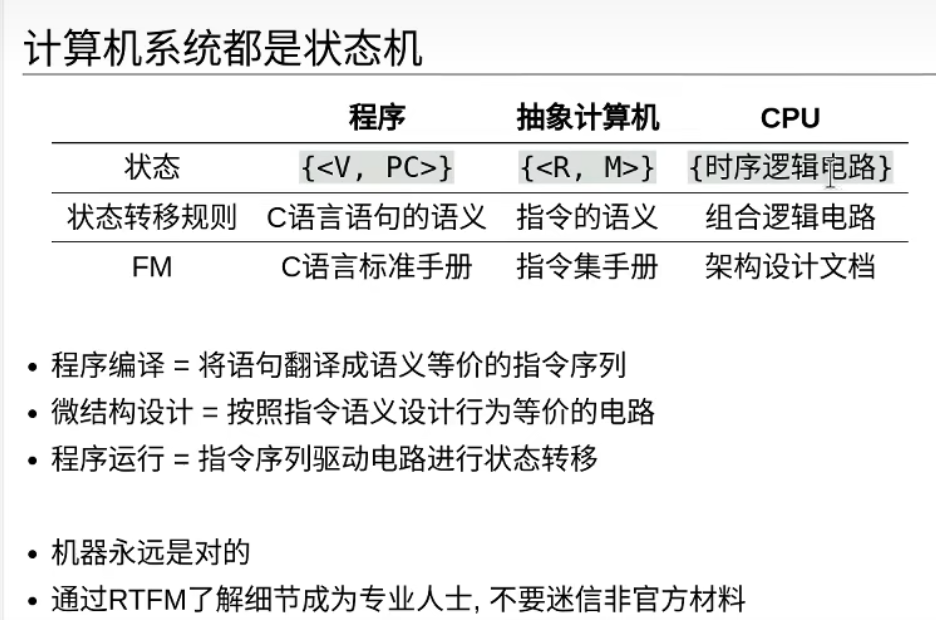 计算机系统都是状态机
程序 抽象计算机 CPU
状态 {<V, PC>} {<R, M>} {时序逻辑电路}
状态转移规则 C语言语句的语义 指令的语义 组合逻辑电路
FM C语言标准手册 指令集手册 架构设计文档
• 程序编译 = 将语句翻译成语义等价的指令序列
• 微结构设计 = 按照指令语义设计行为等价的电路
• 程序运行 = 指令序列驱动电路进行状态转移
• 机器永远是对的
• 通过RTFM了解细节成为专业人士, 不要迷信非官方材料